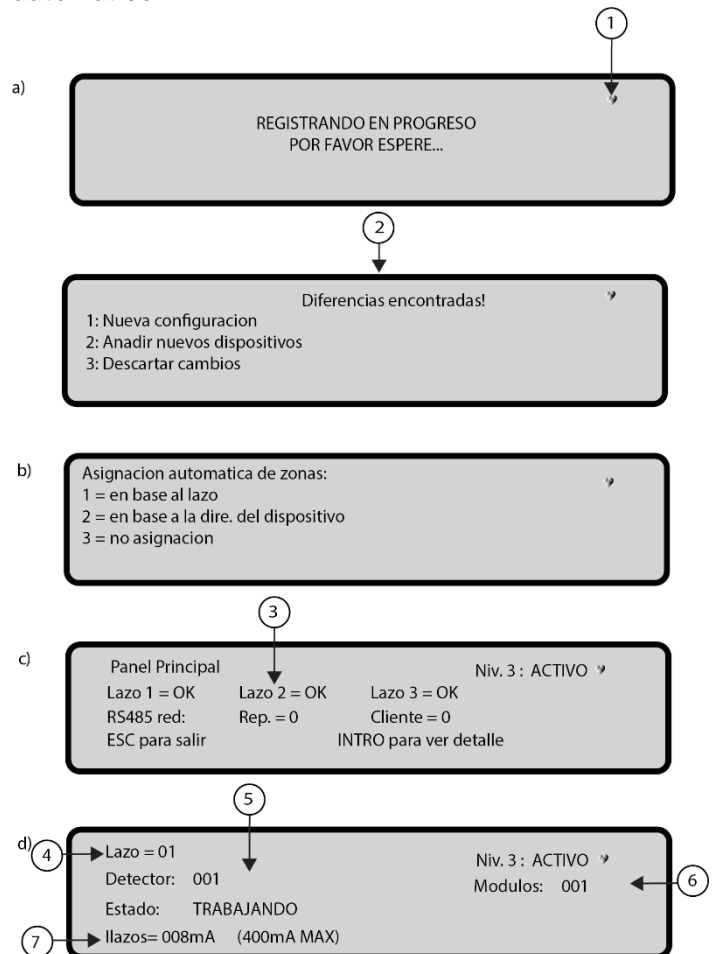 1
a)
REGISTRANDO EN PROGRESO
POR FAVOR ESPERE...
2
Diferencias encontradas!
1: Nueva configuracion
2: Anadir nuevos dispositivos
3: Descartar cambios
b)
Asignacion automatica de zonas:
1 = en base al lazo
2 = en base a la dire. del dispositivo
3 = no asignacion
3
c)
Panel Principal Niv. 3 : ACTIVO
Lazo 1 = OK Lazo 2 = OK Lazo 3 = OK
RS485 red: Rep. = 0 Cliente = 0
ESC para salir INTRO para ver detalle
5
d)
4 Lazo = 01 Niv. 3 : ACTIVO
Detector: 001 Modulos: 001 6
Estado: TRABAJANDO
7 Ilazos= 008mA (400mA MAX)